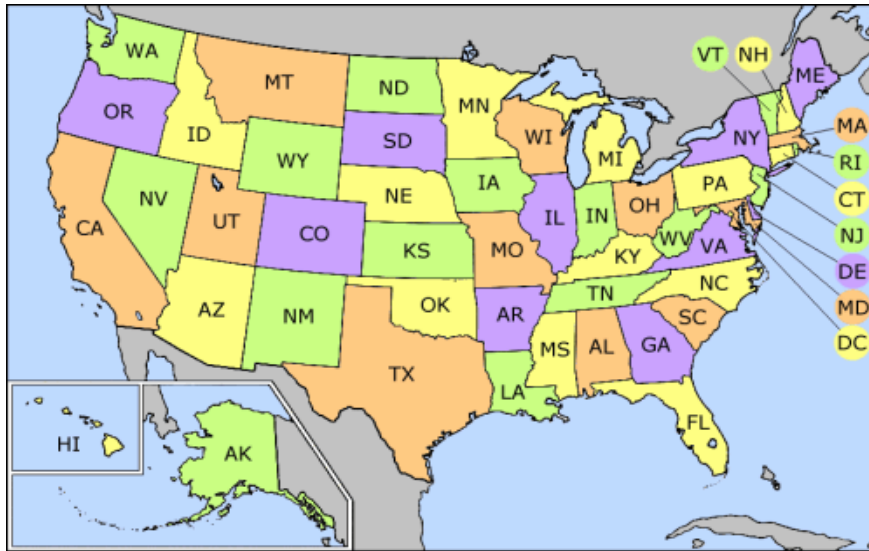 WA
MT
ND
MN
VT
NH
ME
OR
ID
SD
WI
MI
NY
MA
WY
RI
NE
IA
PA
CT
NV
UT
CO
IL
IN
OH
NJ
CA
KS
MO
KY
WV
VA
DE
AZ
NM
OK
AR
TN
NC
MD
SC
DC
TX
LA
MS
AL
GA
FL
HI
AK